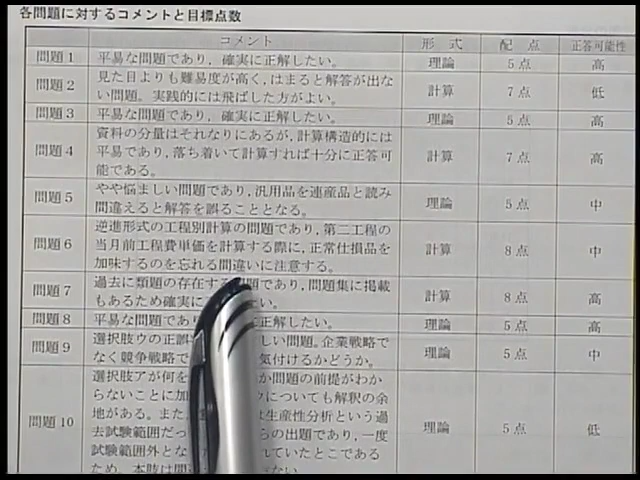 各問題に対するコメントと目標点数
コメント 形式 配点 正答可能性
問題1 平易な問題であり、確実に正解したい。 理論 5点 高
問題2 見た目よりも難易度が高く、はまると解答が出な
い問題。実践的には飛ばした方がよい。 計算 7点 低
問題3 平易な問題であり、確実に正解したい。 理論 5点 高
問題4 資料の分量はそれなりにあるが、計算構造的には
平易であり、落ち着いて計算すれば十分に正答可
能である。 計算 7点 高
問題5 やや悩ましい問題であり、汎用品を連産品と読み
間違えると解答を誤ることとなる。 理論 5点 中
問題6 逆進形式の工程別計算の問題であり、第二工程の
当月前工程費単価を計算する際に、正常仕損品を
加味するのを忘れる間違いに注意する。 計算 8点 中
問題7 過去に類題の存在する問題であり、問題集に掲載
もあるため確実に たい。 計算 8点 高
問題8 平易な問題であり 正解したい。 理論 5点 高
問題9 選択肢ウの正誤 しい問題。企業戦略で
なく競争戦略で 気付けるかどうか。 理論 5点 中
問題10 選択肢アが何を か問題の前提がわか
らないことに加 についても解釈の余
地がある。また は生産性分析という過
去試験範囲だっ らの出題であり、一度
試験範囲外とな れていたとこである
ため、本肢は間 ない。 理論 5点 低